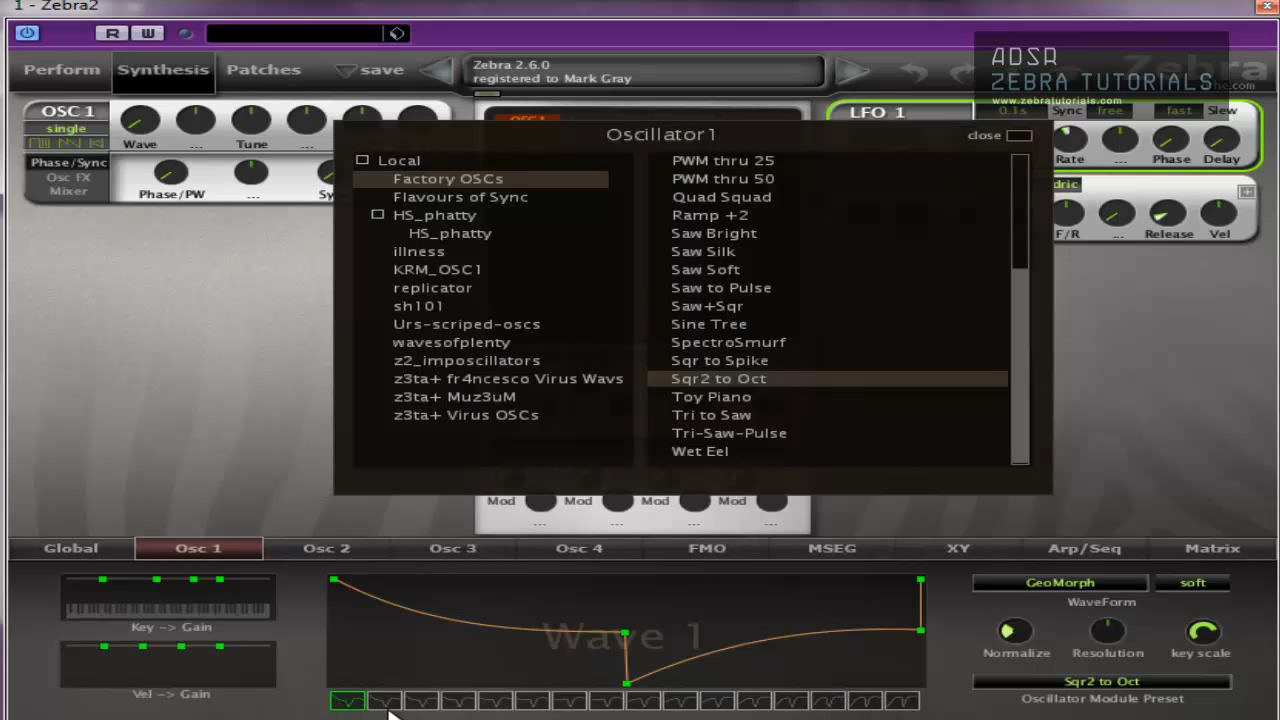 1 - Zebra2
R W
Perform Synthesis Patches save
Zebra 2.6.0
registered to Mark Gray
ADSR
ZEBRA TUTORIALS
www.zebratutorials.com
OSC 1
single
Wave ... Tune
Phase/Sync
Osc FX
Mixer
Phase/PW ... Sy
LFO 1
0.1s Sync free fast Slew
Rate ... Phase Delay
dric
F/R ... Release Vel
Oscillator1
close
Local
Factory OSCs
Flavours of Sync
HS_phatty
HS_phatty
illness
KRM_OSC1
replicator
sh101
Urs-scriped-oscs
wavesofplenty
z2_imposcillators
z3ta+ fr4ncesco Virus Wavs
z3ta+ Muz3uM
z3ta+ Virus OSCs
PWM thru 25
PWM thru 50
Quad Squad
Ramp +2
Saw Bright
Saw Silk
Saw Soft
Saw to Pulse
Saw+Sqr
Sine Tree
SpectroSmurf
Sqr to Spike
Sqr2 to Oct
Toy Piano
Tri to Saw
Tri-Saw-Pulse
Wet Eel
Mod Mod Mod Mod
... ... ... ...
Global Osc 1 Osc 2 Osc 3 Osc 4 FMO MSEG XY Arp/Seq Matrix
Key -> Gain
Vel -> Gain
Wave 1
GeoMorph soft
WaveForm
Normalize Resolution key scale
Sqr2 to Oct
Oscillator Module Preset